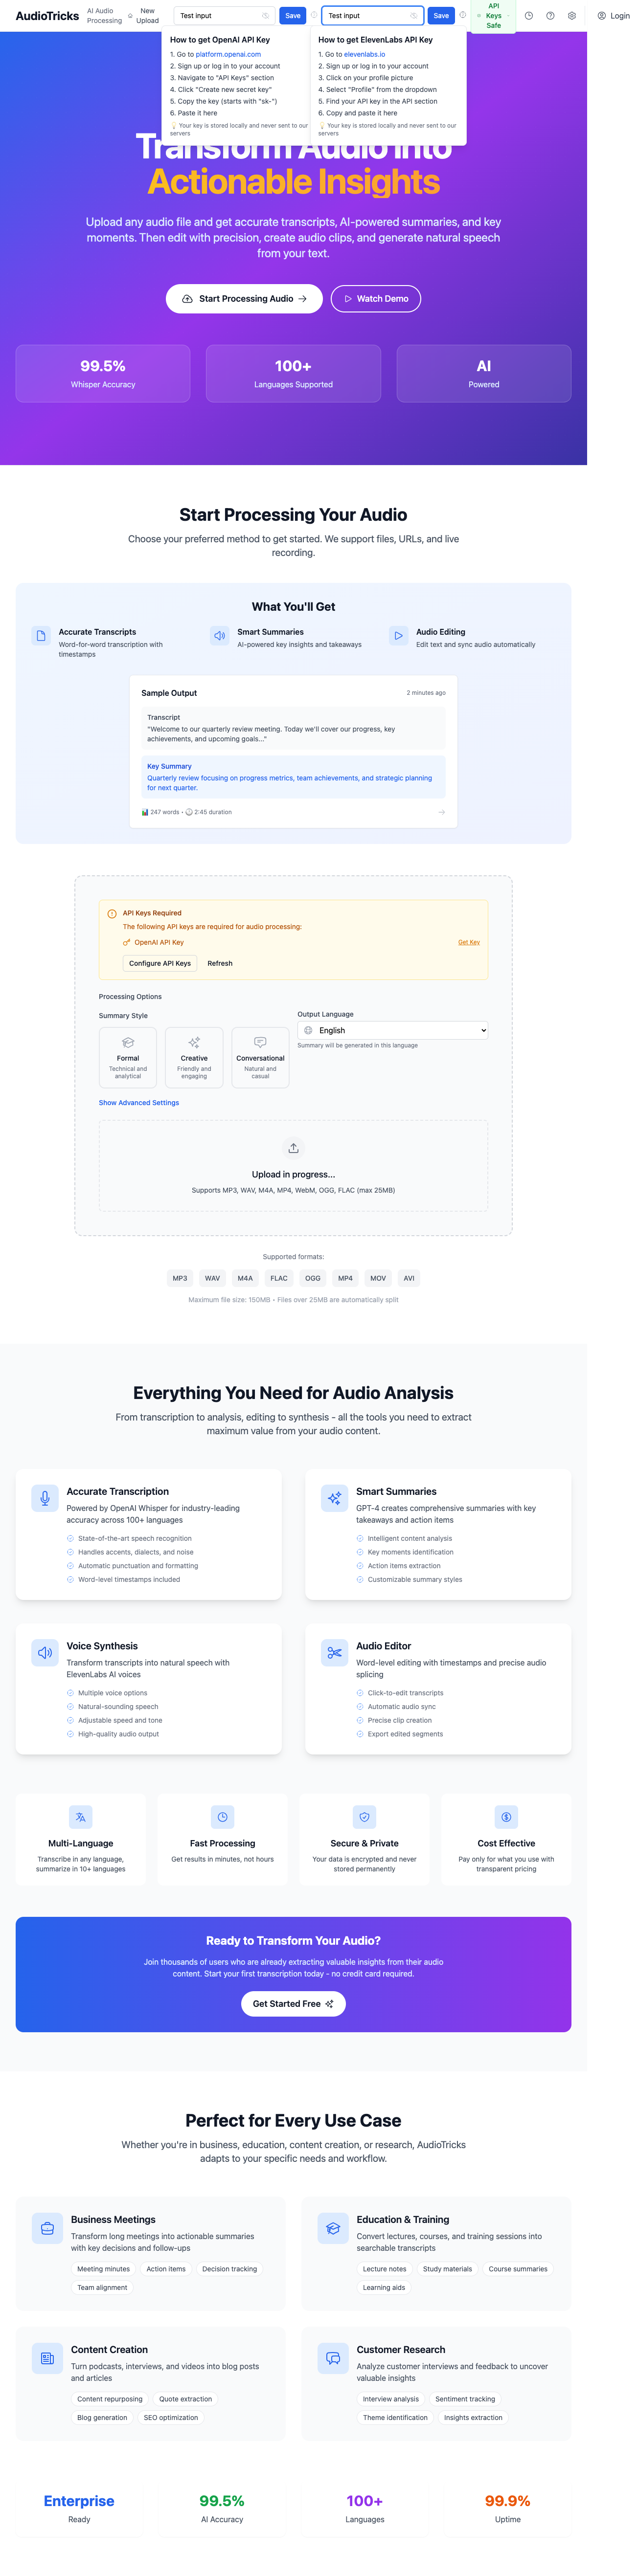 AudioTricks
AI Audio
Processing
New
Upload
Test input
Save
Test input
Save
API
Keys
Safe
Login
How to get OpenAI API Key
1. Go to platform.openai.com
2. Sign up or log in to your account
3. Navigate to "API Keys" section
4. Click "Create new secret key"
5. Copy the key (starts with "sk-")
6. Paste it here
💡 Your key is stored locally and never sent to our
servers
How to get ElevenLabs API Key
1. Go to elevenlabs.io
2. Sign up or log in to your account
3. Click on your profile picture
4. Select "Profile" from the dropdown
5. Find your API key in the API section
6. Copy and paste it here
💡 Your key is stored locally and never sent to our
servers
Transform Audio Into
Actionable Insights
Upload any audio file and get accurate transcripts, AI-powered summaries, and key
moments. Then edit with precision, create audio clips, and generate natural speech
from your text.
Start Processing Audio
Watch Demo
99.5%
Whisper Accuracy
100+
Languages Supported
AI
Powered
Start Processing Your Audio
Choose your preferred method to get started. We support files, URLs, and live
recording.
What You'll Get
Accurate Transcripts
Word-for-word transcription with
timestamps
Smart Summaries
AI-powered key insights and takeaways
Audio Editing
Edit text and sync audio automatically
Sample Output
2 minutes ago
Transcript
"Welcome to our quarterly review meeting. Today we'll cover our progress, key
achievements, and upcoming goals..."
Key Summary
Quarterly review focusing on progress metrics, team achievements, and strategic planning
for next quarter.
📊 247 words • 🕐 2:45 duration
API Keys Required
The following API keys are required for audio processing:
OpenAI API Key
Get Key
Configure API Keys
Refresh
Processing Options
Summary Style
Formal
Technical and
analytical
Creative
Friendly and
engaging
Conversational
Natural and
casual
Output Language
English
Summary will be generated in this language
Show Advanced Settings
Upload in progress...
Supports MP3, WAV, M4A, MP4, WebM, OGG, FLAC (max 25MB)
Supported formats:
MP3
WAV
M4A
FLAC
OGG
MP4
MOV
AVI
Maximum file size: 150MB • Files over 25MB are automatically split
Everything You Need for Audio Analysis
From transcription to analysis, editing to synthesis - all the tools you need to extract
maximum value from your audio content.
Accurate Transcription
Powered by OpenAI Whisper for industry-leading
accuracy across 100+ languages
State-of-the-art speech recognition
Handles accents, dialects, and noise
Automatic punctuation and formatting
Word-level timestamps included
Smart Summaries
GPT-4 creates comprehensive summaries with key
takeaways and action items
Intelligent content analysis
Key moments identification
Action items extraction
Customizable summary styles
Voice Synthesis
Transform transcripts into natural speech with
ElevenLabs AI voices
Multiple voice options
Natural-sounding speech
Adjustable speed and tone
High-quality audio output
Audio Editor
Word-level editing with timestamps and precise audio
splicing
Click-to-edit transcripts
Automatic audio sync
Precise clip creation
Export edited segments
Multi-Language
Transcribe in any language,
summarize in 10+ languages
Fast Processing
Get results in minutes, not hours
Secure & Private
Your data is encrypted and never
stored permanently
Cost Effective
Pay only for what you use with
transparent pricing
Ready to Transform Your Audio?
Join thousands of users who are already extracting valuable insights from their audio
content. Start your first transcription today - no credit card required.
Get Started Free
Perfect for Every Use Case
Whether you're in business, education, content creation, or research, AudioTricks
adapts to your specific needs and workflow.
Business Meetings
Transform long meetings into actionable summaries
with key decisions and follow-ups
Meeting minutes
Action items
Decision tracking
Team alignment
Education & Training
Convert lectures, courses, and training sessions into
searchable transcripts
Lecture notes
Study materials
Course summaries
Learning aids
Content Creation
Turn podcasts, interviews, and videos into blog posts
and articles
Content repurposing
Quote extraction
Blog generation
SEO optimization
Customer Research
Analyze customer interviews and feedback to uncover
valuable insights
Interview analysis
Sentiment tracking
Theme identification
Insights extraction
Enterprise
Ready
99.5%
AI Accuracy
100+
Languages
99.9%
Uptime